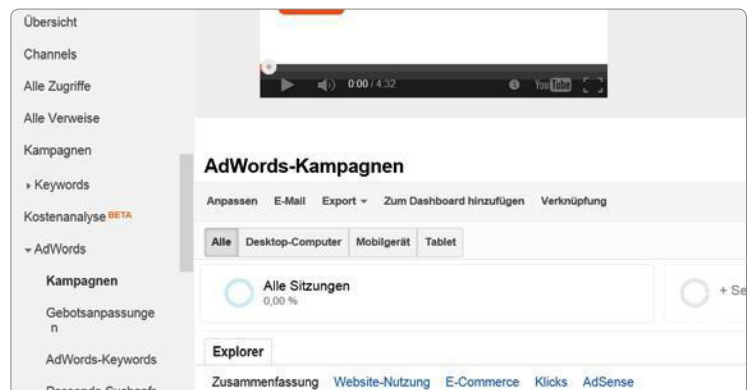 Übersicht
Channels
Alle Zugriffe
Alle Verweise
Kampagnen
Keywords
Kostenanalyse BETA
AdWords
Kampagnen
Gebotsanpassunge
n
AdWords-Keywords
0:00 / 4:32
YouTube
AdWords-Kampagnen
Anpassen E-Mail Export Zum Dashboard hinzufügen Verknüpfung
Alle Desktop-Computer Mobilgerät Tablet
Alle Sitzungen
0,00 %
+ Se
Explorer
Zusammenfassung Website-Nutzung E-Commerce Klicks AdSense